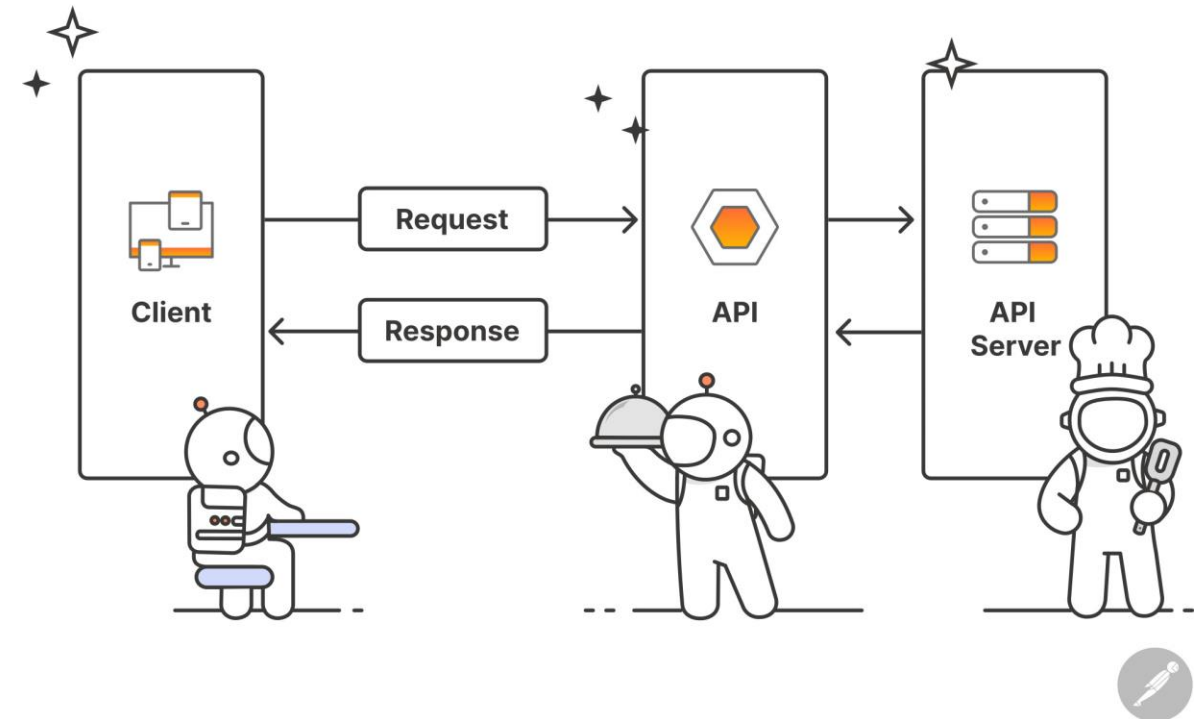 Request
Client
Response
API
API
Server